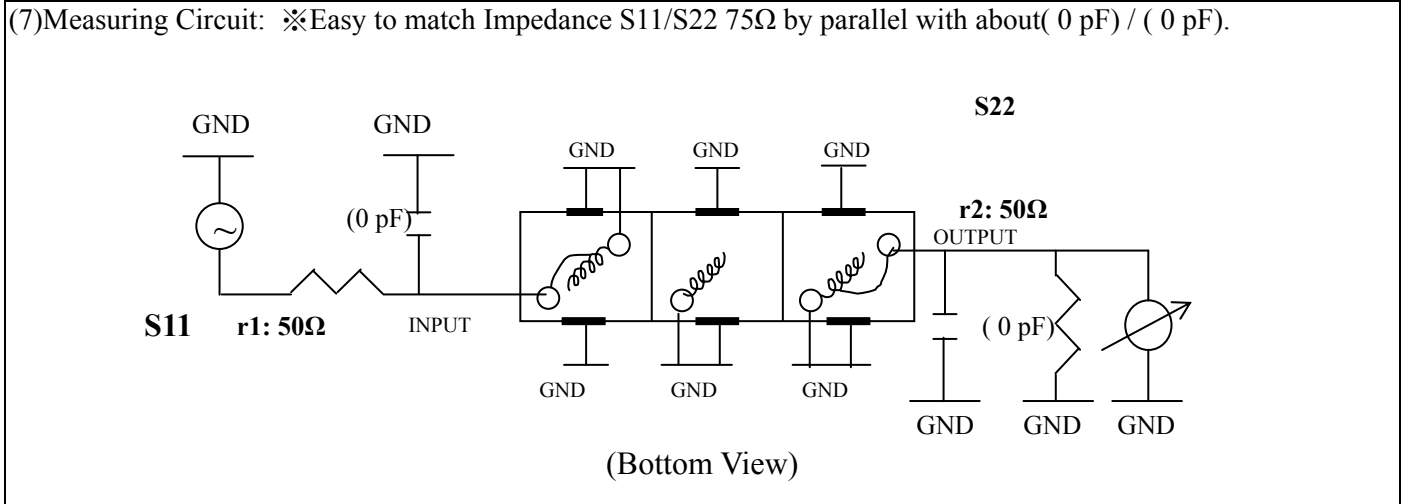 (7)Measuring Circuit: ※Easy to match Impedance S11/S22 75Ω by parallel with about( 0 pF) / ( 0 pF).
S22
GND GND
GND GND GND
(0 pF)
r2: 50Ω
OUTPUT
S11 r1: 50Ω INPUT
( 0 pF)
GND GND GND
GND GND GND
(Bottom View)